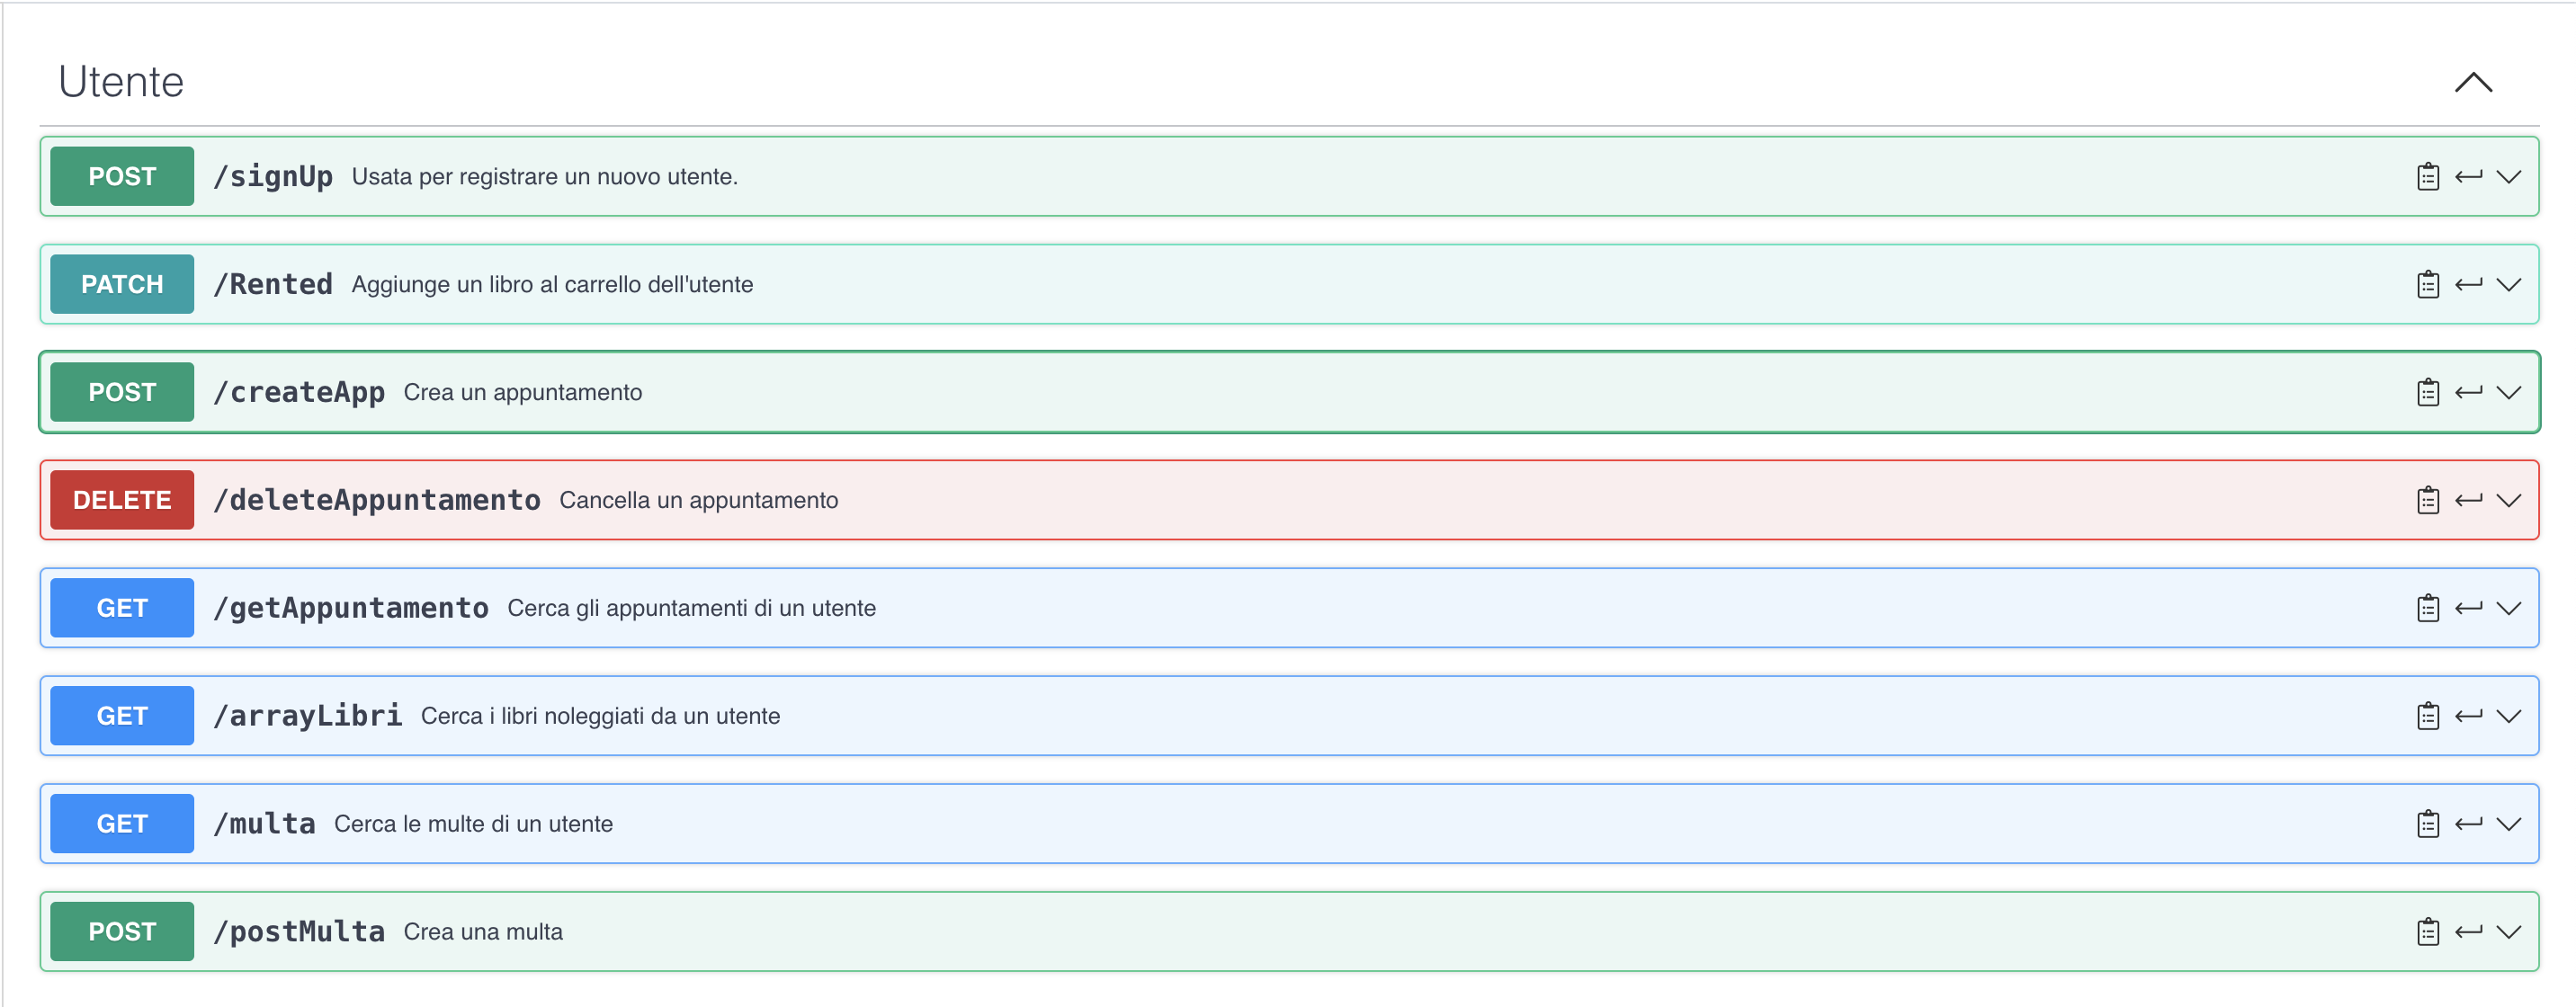 Utente
POST /signUp Usata per registrare un nuovo utente.
PATCH /Rented Aggiunge un libro al carrello dell'utente
POST /createApp Crea un appuntamento
DELETE /deleteAppuntamento Cancella un appuntamento
GET /getAppuntamento Cerca gli appuntamenti di un utente
GET /arrayLibri Cerca i libri noleggiati da un utente
GET /multa Cerca le multe di un utente
POST /postMulta Crea una multa